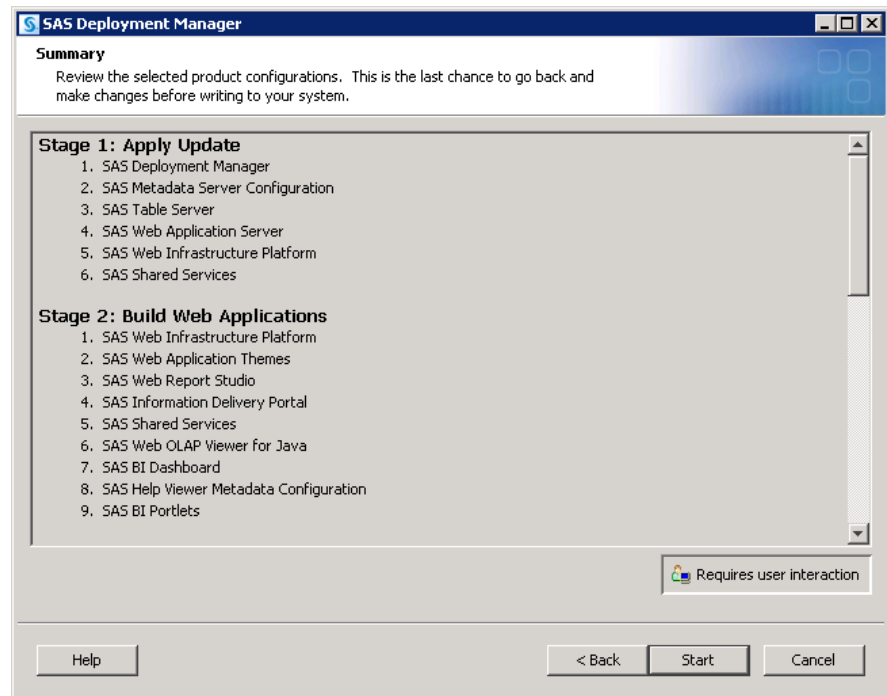 SAS Deployment Manager
Summary
Review the selected product configurations.  This is the last chance to go back and
make changes before writing to your system.
Stage 1: Apply Update
1. SAS Deployment Manager
2. SAS Metadata Server Configuration
3. SAS Table Server
4. SAS Web Application Server
5. SAS Web Infrastructure Platform
6. SAS Shared Services
Stage 2: Build Web Applications
1. SAS Web Infrastructure Platform
2. SAS Web Application Themes
3. SAS Web Report Studio
4. SAS Information Delivery Portal
5. SAS Shared Services
6. SAS Web OLAP Viewer for Java
7. SAS BI Dashboard
8. SAS Help Viewer Metadata Configuration
9. SAS BI Portlets
Requires user interaction
Help
< Back
Start
Cancel